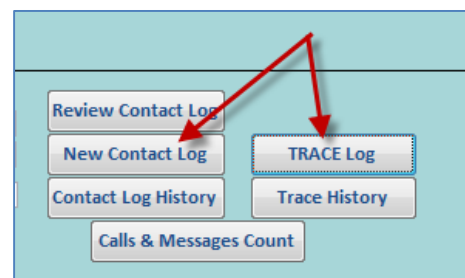 Review Contact Log
New Contact Log
TRACE Log
Contact Log History
Trace History
Calls & Messages Count